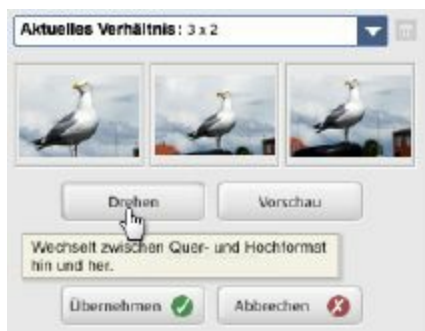 Aktuelles Verhältnis: 3 x 2
Drehen
Vorschau
Wechselt zwischen Quer- und Hochformat
hin und her.
Übernehmen
Abbrechen